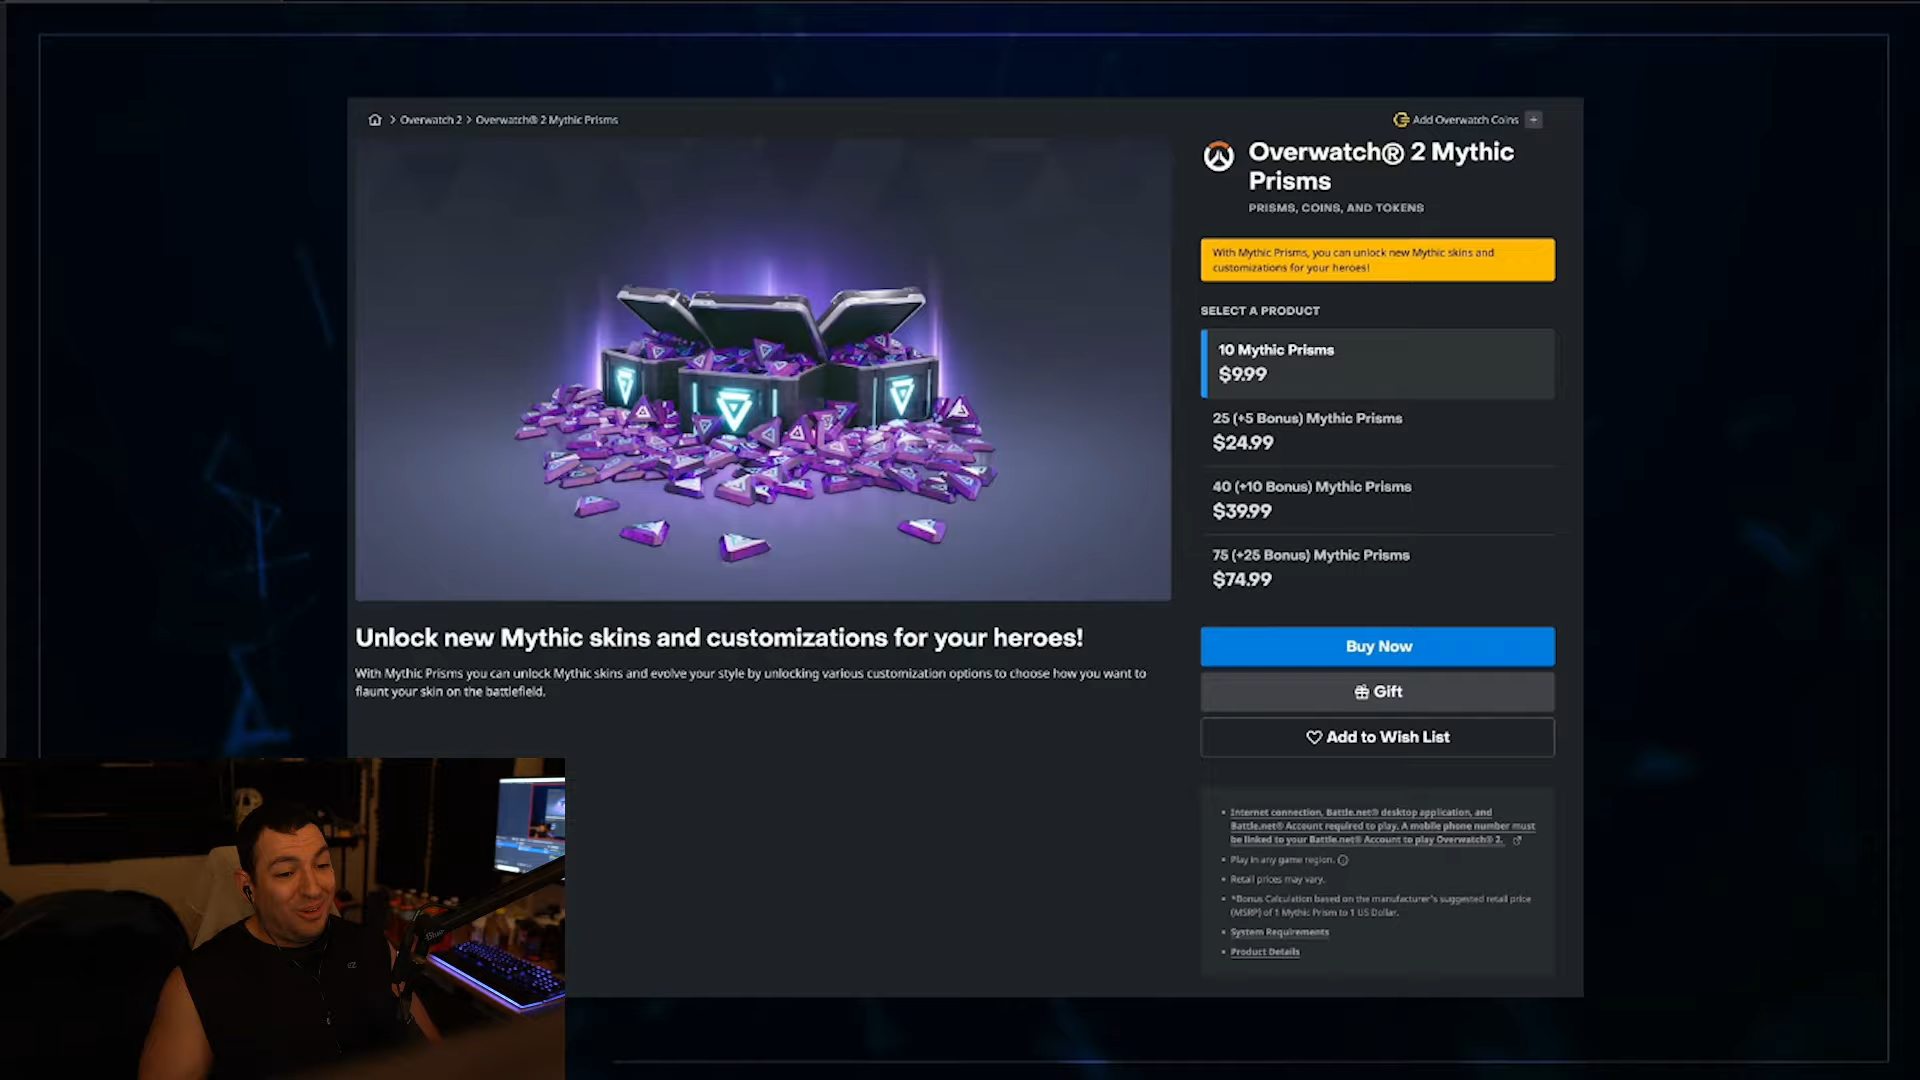 Overwatch 2 > Overwatch® 2 Mythic Prisms
Add Overwatch Coins +
Overwatch® 2 Mythic
Prisms
PRISMS, COINS, AND TOKENS
With Mythic Prisms, you can unlock new Mythic skins and
customizations for your heroes!
SELECT A PRODUCT
10 Mythic Prisms
$9.99
25 (+5 Bonus) Mythic Prisms
$24.99
40 (+10 Bonus) Mythic Prisms
$39.99
75 (+25 Bonus) Mythic Prisms
$74.99
Buy Now
Gift
Add to Wish List
Unlock new Mythic skins and customizations for your heroes!
With Mythic Prisms you can unlock Mythic skins and evolve your style by unlocking various customization options to choose how you want to
flaunt your skin on the battlefield.
• Internet connection, Battle.net® desktop application, and
Battle.net® Account required to play. A mobile phone number must
be linked to your Battle.net® Account to play Overwatch® 2.
• Play in any game region.
• Retail prices may vary.
• *Bonus Calculation based on the manufacturer's suggested retail price
(MSRP) of 1 Mythic Prism to 1 US Dollar.
• System Requirements
• Product Details
Blue